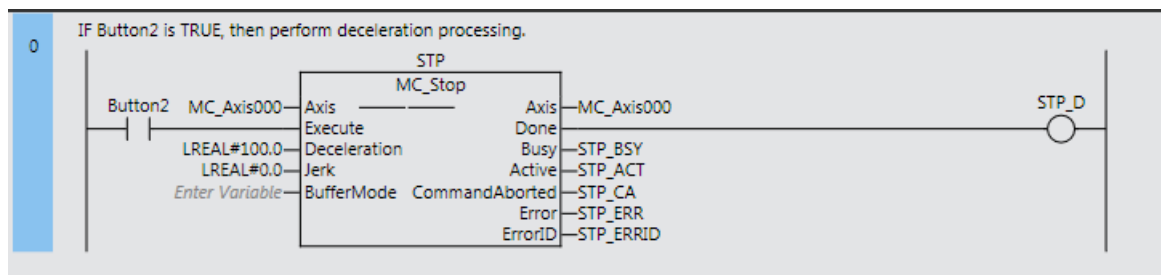 0
IF Button2 is TRUE, then perform deceleration processing.
STP
MC_Stop
Button2 MC_Axis000 Axis Axis MC_Axis000 STP_D
Execute Done
LREAL#100.0 Deceleration Busy STP_BSY
LREAL#0.0 Jerk Active STP_ACT
Enter Variable BufferMode CommandAborted STP_CA
Error STP_ERR
ErrorID STP_ERRID